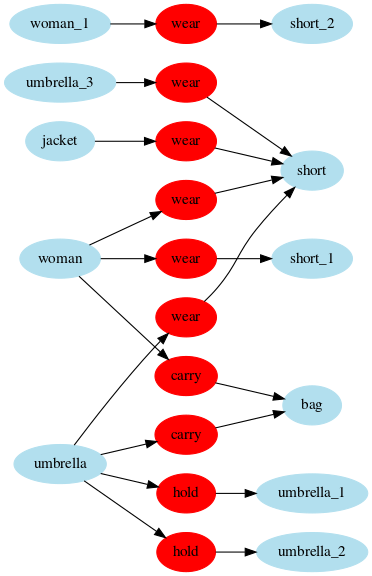 woman_1 wear short_2
umbrella_3 wear
jacket wear short
wear
woman wear short_1
wear
carry bag
carry
umbrella hold umbrella_1
hold umbrella_2